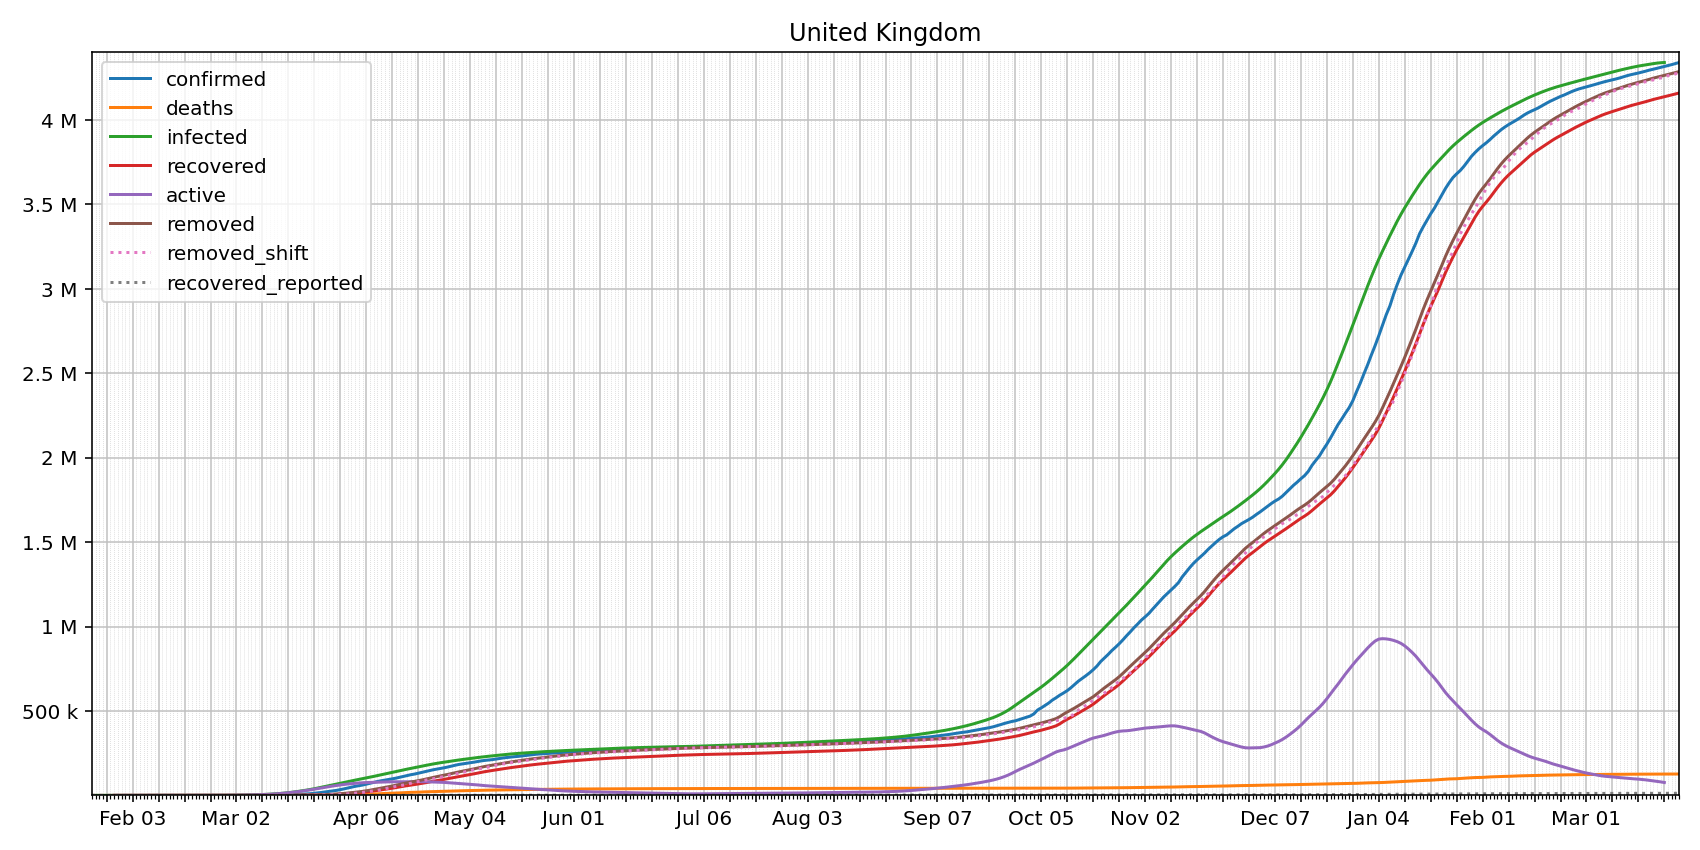 United Kingdom
confirmed
deaths
infected
recovered
active
removed
removed_shift
recovered_reported
4 M
3.5 M
3 M
2.5 M
2 M
1.5 M
1 M
500 k
Feb 03 Mar 02 Apr 06 May 04 Jun 01 Jul 06 Aug 03 Sep 07 Oct 05 Nov 02 Dec 07 Jan 04 Feb 01 Mar 01